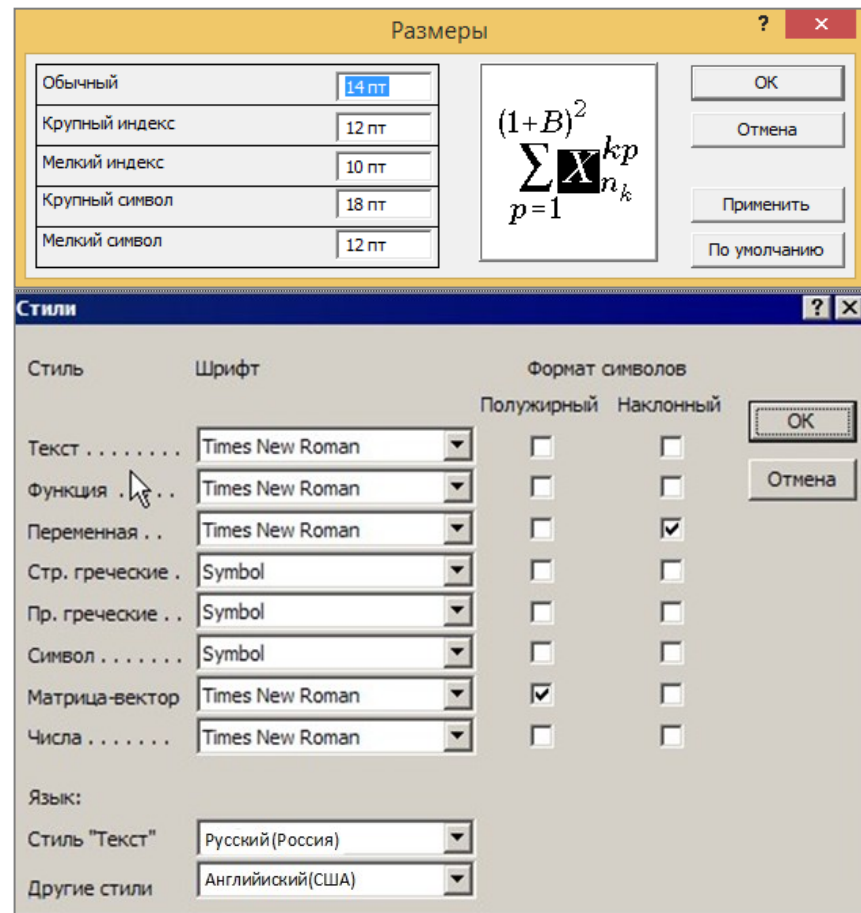 Размеры ? ×
Обычный 14 пт
Крупный индекс 12 пт
Мелкий индекс 10 пт
Крупный символ 18 пт
Мелкий символ 12 пт
(1+B)²
∑ X kp
n k
p=1
OK
Отмена
Применить
По умолчанию
Стили ? X
Стиль Шрифт Формат символов
Полужирный Наклонный
OK
Отмена
Текст . . . . . . . . Times New Roman
Функция . . . . Times New Roman
Переменная . . Times New Roman
Стр. греческие . Symbol
Пр. греческие . . Symbol
Символ . . . . . . . Symbol
Матрица-вектор Times New Roman
Числа . . . . . . . Times New Roman
Язык:
Стиль "Текст" Русский(Россия)
Другие стили Английиский(США)